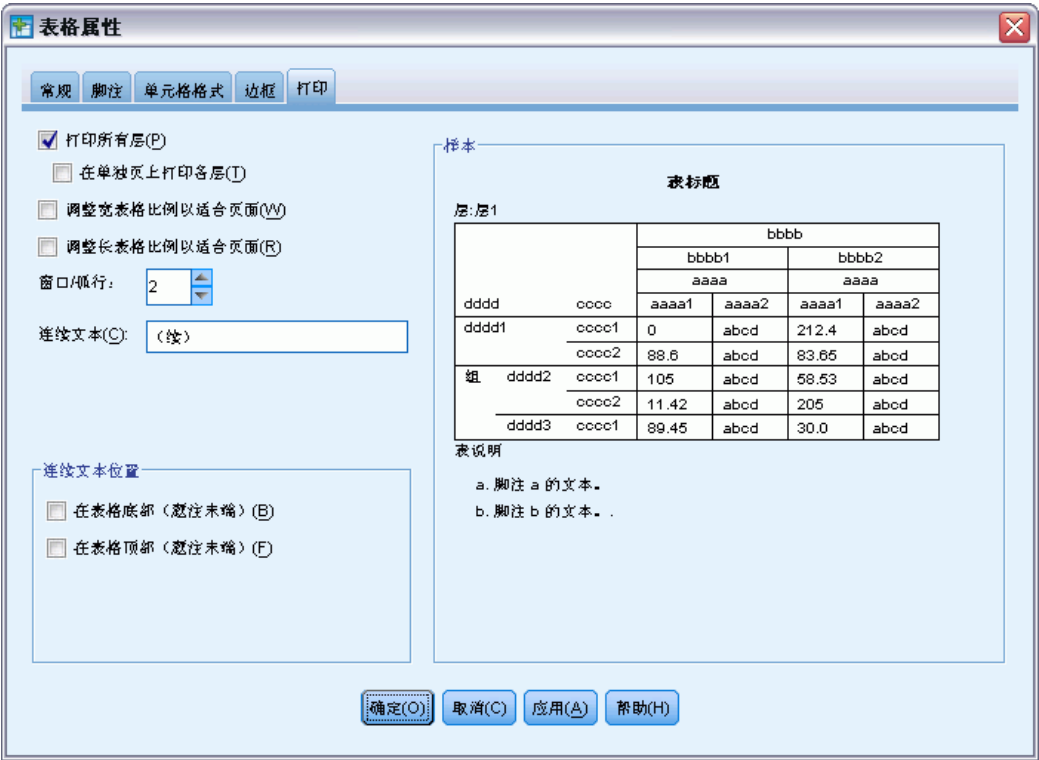 表格属性
常规 脚注 单元格格式 边框 打印
打印所有层(P)
在单独页上打印各层(T)
调整宽表格比例以适合页面(W)
调整长表格比例以适合页面(R)
窗口/孤行: 2
连续文本(C): （续）
连续文本位置
在表格底部（题注末端）(B)
在表格顶部（题注末端）(F)
样本
表标题
层:层1
bbbb
bbbb1 bbbb2
aaaa aaaa
dddd cccc aaaa1 aaaa2 aaaa1 aaaa2
dddd1 cccc1 0 abcd 212.4 abcd
cccc2 88.6 abcd 83.65 abcd
组 dddd2 cccc1 105 abcd 58.53 abcd
cccc2 11.42 abcd 205 abcd
dddd3 cccc1 89.45 abcd 30.0 abcd
表说明
a. 脚注 a 的文本。
b. 脚注 b 的文本。.
确定(O) 取消(C) 应用(A) 帮助(H)